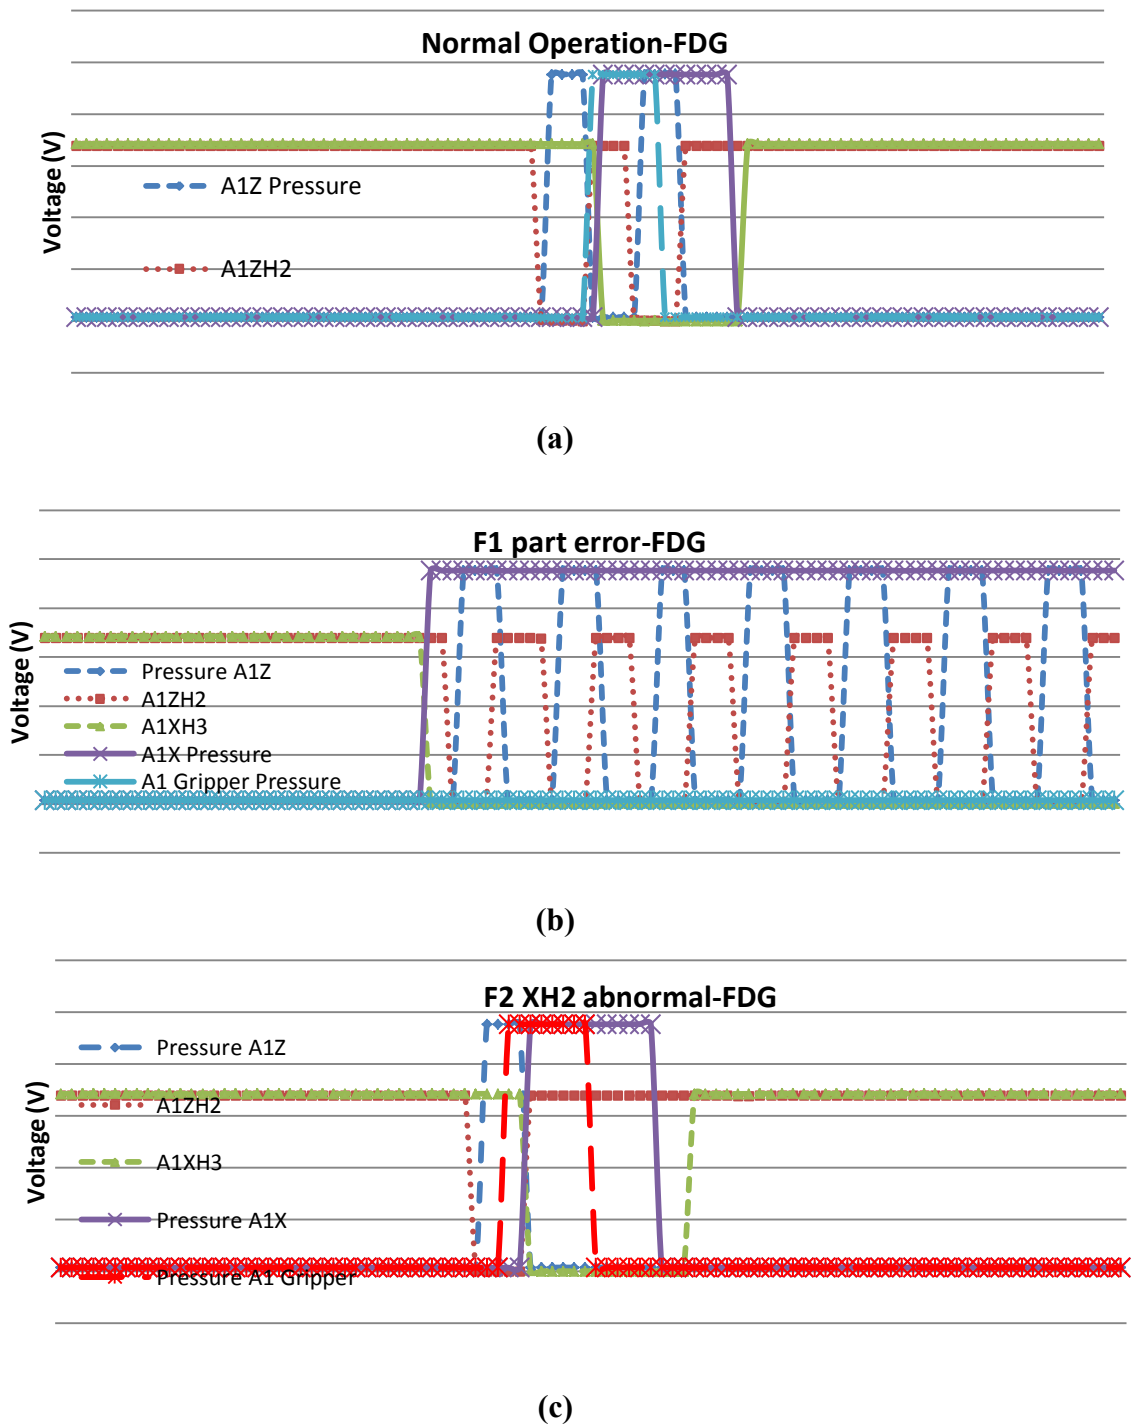 Normal Operation-FDG
Voltage (V)
A1Z Pressure
A1ZH2
(a)
F1 part error-FDG
Voltage (V)
Pressure A1Z
A1ZH2
A1XH3
A1X Pressure
A1 Gripper Pressure
(b)
F2 XH2 abnormal-FDG
Voltage (V)
Pressure A1Z
A1ZH2
A1XH3
Pressure A1X
Pressure A1 Gripper
(c)